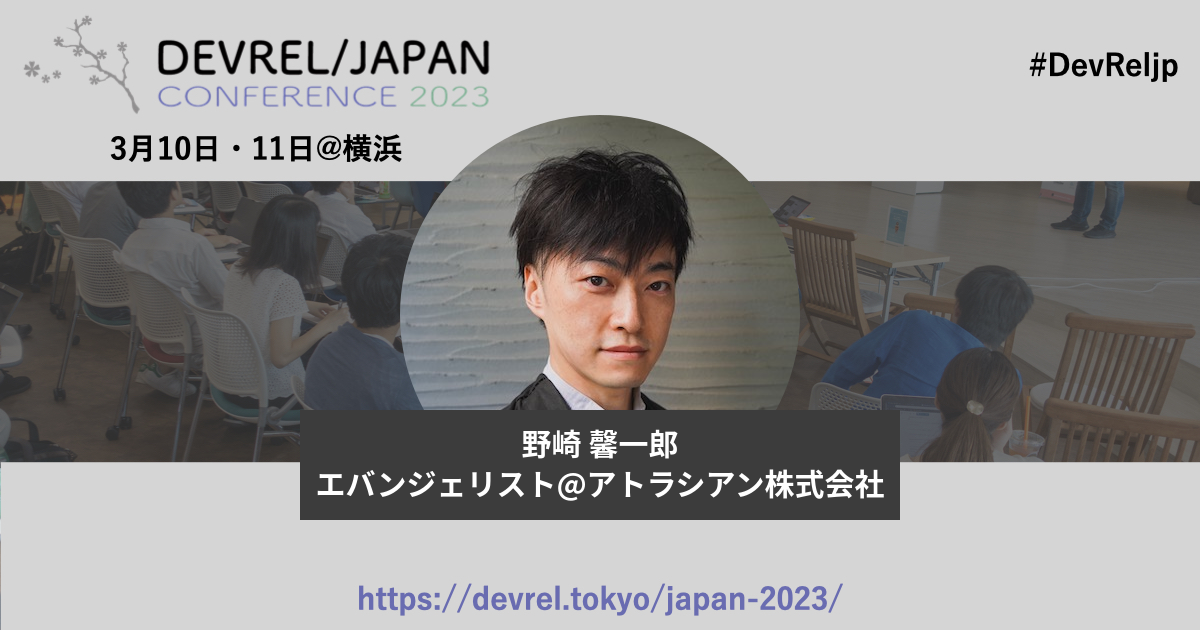 DEVREL/JAPAN
CONFERENCE 2023
#DevReljp
3月10日・11日@横浜
野崎 馨一郎
エバンジェリスト@アトラシアン株式会社
https://devrel.tokyo/japan-2023/